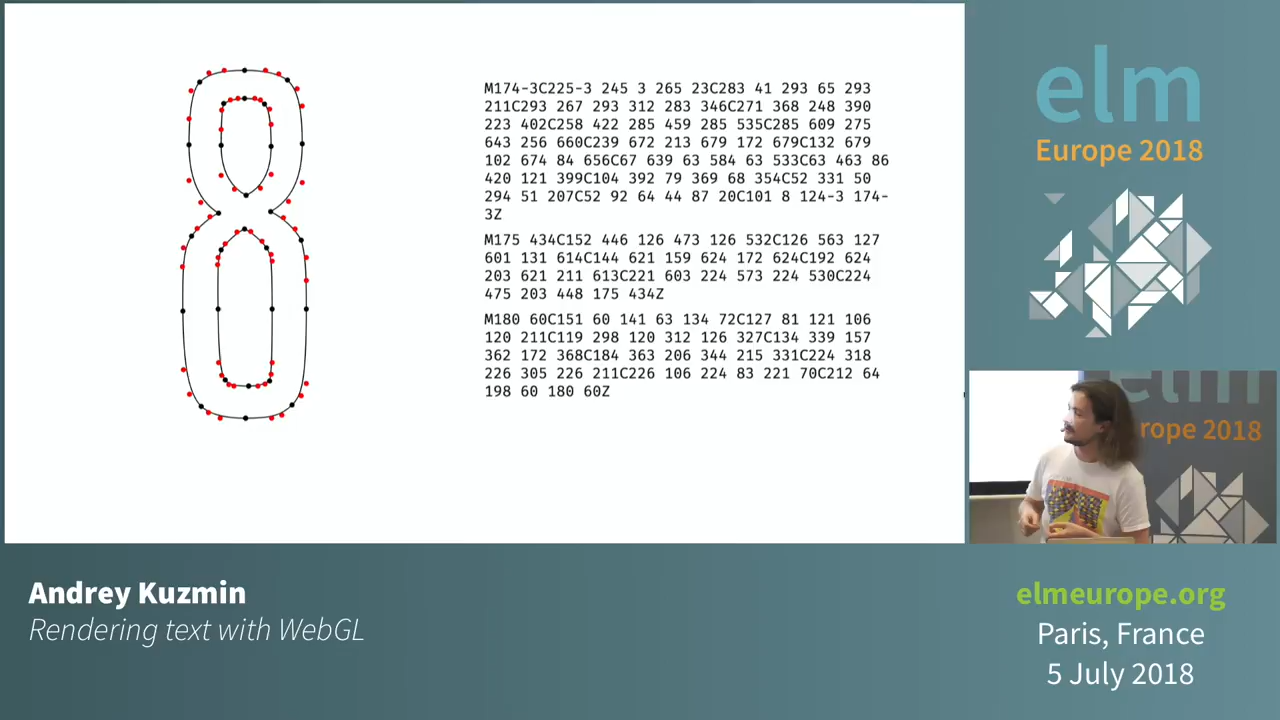 M174-3C225-3 245 3 265 23C283 41 293 65 293
211C293 267 293 312 283 346C271 368 248 390
223 402C258 422 285 459 285 535C285 609 275
643 256 660C239 672 213 679 172 679C132 679
102 674 84 656C67 639 63 584 63 533C63 463 86
420 121 399C104 392 79 369 68 354C52 331 50
294 51 207C52 92 64 44 87 20C101 8 124-3 174-
3Z
M175 434C152 446 126 473 126 532C126 563 127
601 131 614C144 621 159 624 172 624C192 624
203 621 211 613C221 603 224 573 224 530C224
475 203 448 175 434Z
M180 60C151 60 141 63 134 72C127 81 121 106
120 211C119 298 120 312 126 327C134 339 157
362 172 368C184 363 206 344 215 331C224 318
226 305 226 211C226 106 224 83 221 70C212 64
198 60 180 60Z
elm
Europe 2018
elm
rope 2018
Andrey Kuzmin
Rendering text with WebGL
elmeurope.org
Paris, France
5 July 2018